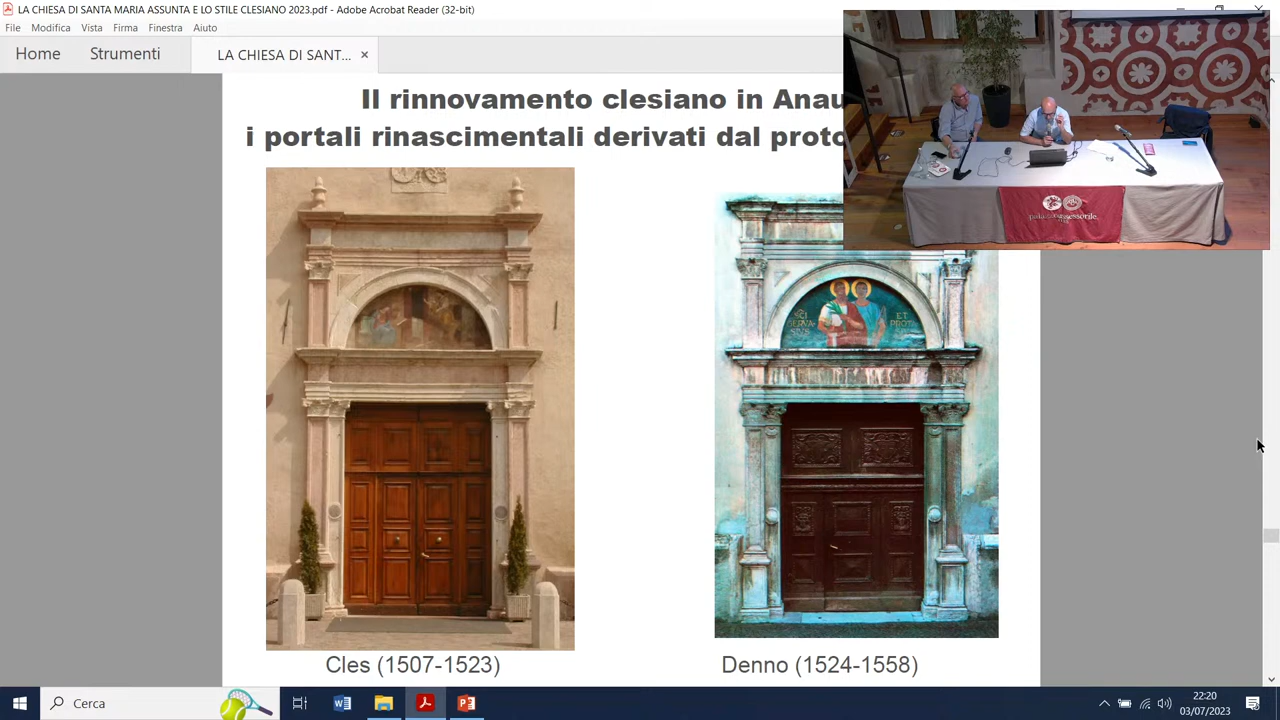 LA CHIESA DI SANTA MARIA ASSUNTA E LO STILE CLESIANO 2023.pdf - Adobe Acrobat Reader (32-bit)
File Modifica Vista Firma Finestra Aiuto
Home Strumenti LA CHIESA DI SANT... ×
Il rinnovamento clesiano in Anau
i portali rinascimentali derivati dal proto
ET
Cles (1507-1523)
Denno (1524-1558)
Cerca
22:20
03/07/2023